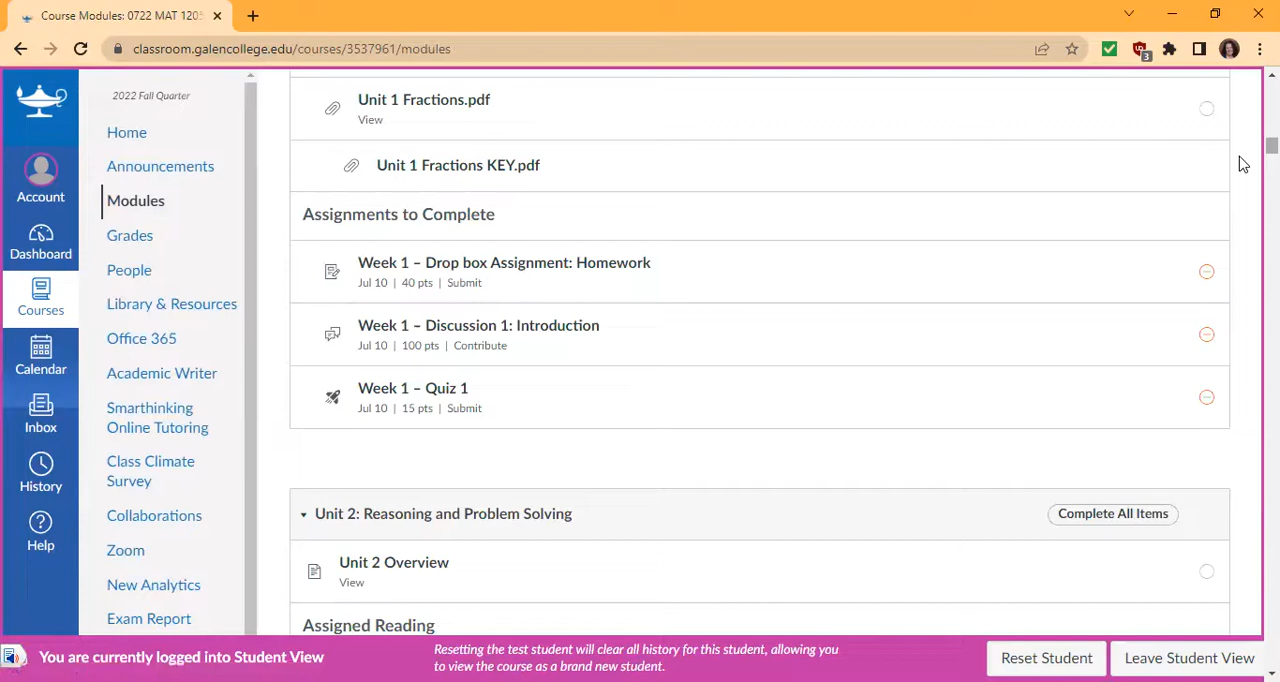 Course Modules: 0722 MAT 120
classroom.galencollege.edu/courses/3537961/modules
3
2022 Fall Quarter
Account
Dashboard
Courses
Calendar
Inbox
History
Help
Home
Announcements
Modules
Grades
People
Library & Resources
Office 365
Academic Writer
Smarthinking
Online Tutoring
Class Climate
Survey
Collaborations
Zoom
New Analytics
Exam Report
Unit 1 Fractions.pdf
View
Unit 1 Fractions KEY.pdf
Assignments to Complete
Week 1 – Drop box Assignment: Homework
Jul 10 | 40 pts | Submit
Week 1 – Discussion 1: Introduction
Jul 10 | 100 pts | Contribute
Week 1 – Quiz 1
Jul 10 | 15 pts | Submit
Unit 2: Reasoning and Problem Solving
Complete All Items
Unit 2 Overview
View
Assigned Reading
You are currently logged into Student View
Resetting the test student will clear all history for this student, allowing you
to view the course as a brand new student.
Reset Student
Leave Student View